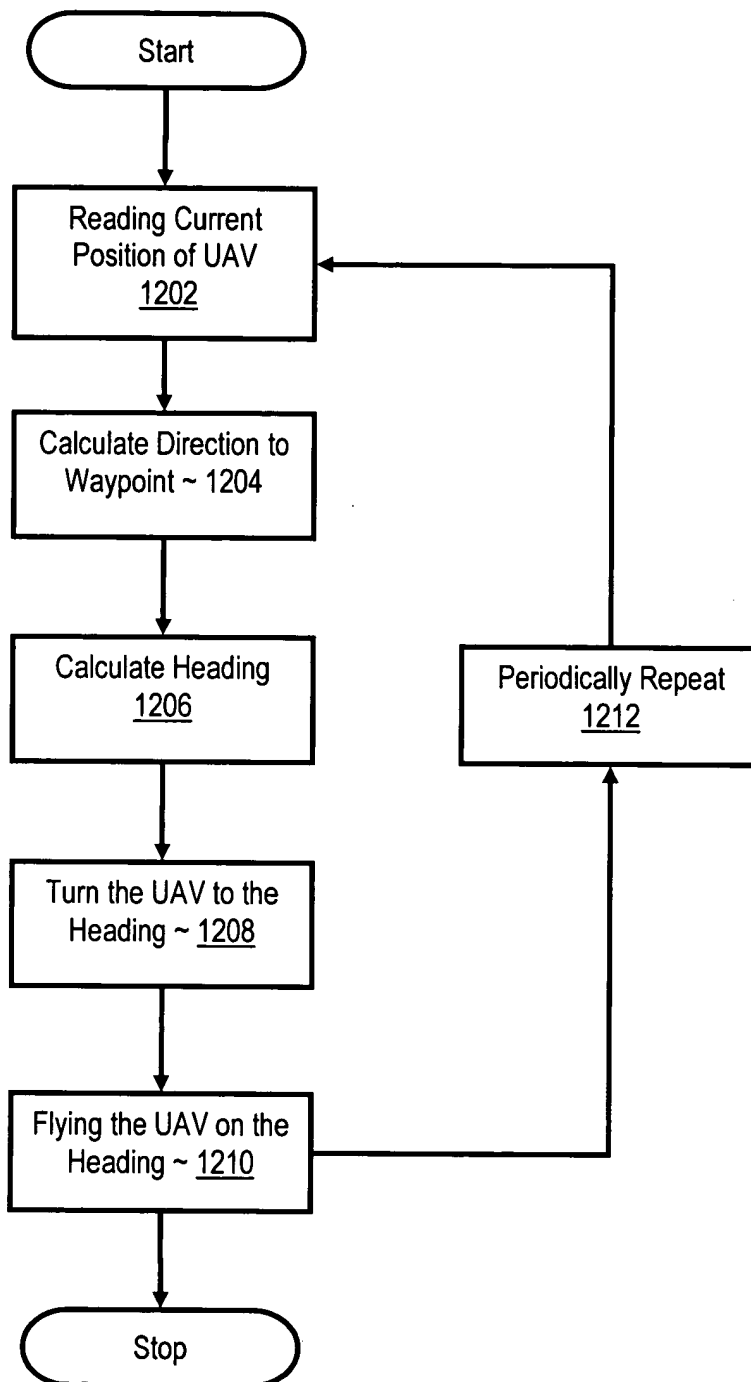 Start
Reading Current
Position of UAV
1202
Calculate Direction to
Waypoint ~ 1204
Calculate Heading
1206
Periodically Repeat
1212
Turn the UAV to the
Heading ~ 1208
Flying the UAV on the
Heading ~ 1210
Stop